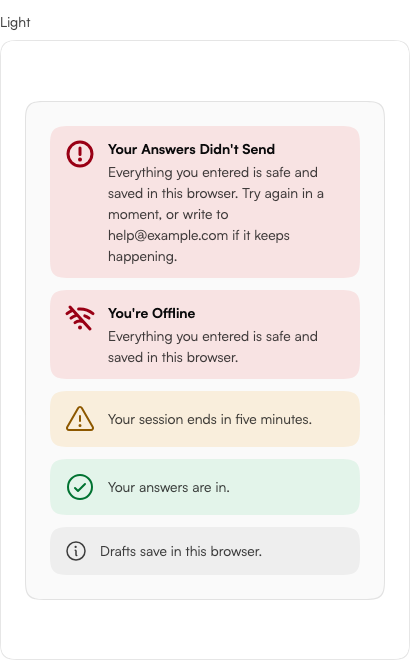 Light
Your Answers Didn't Send
Everything you entered is safe and
saved in this browser. Try again in a
moment, or write to
help@example.com if it keeps
happening.
You're Offline
Everything you entered is safe and
saved in this browser.
Your session ends in five minutes.
Your answers are in.
Drafts save in this browser.